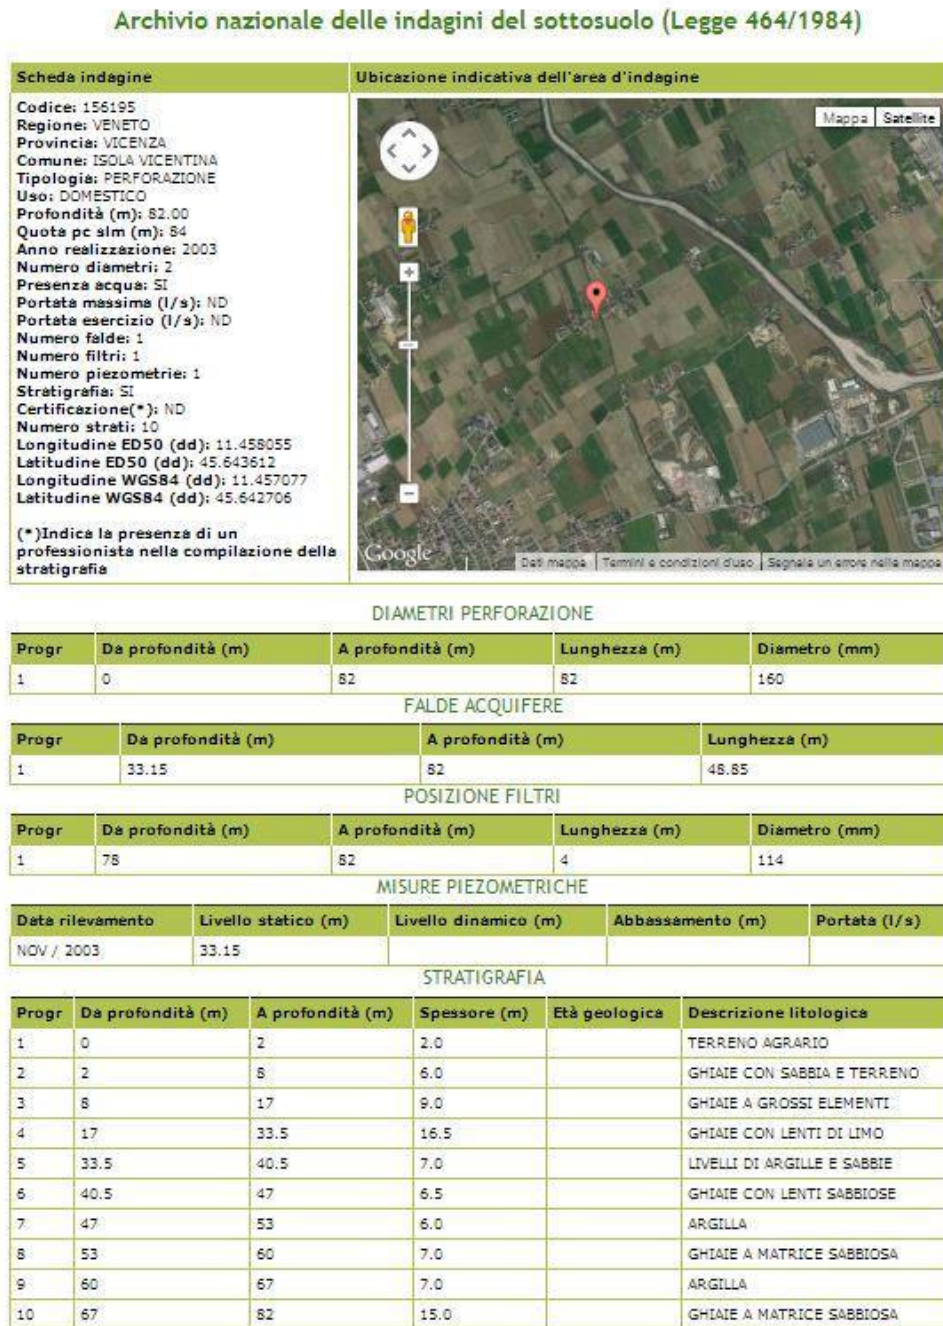 Archivio nazionale delle indagini del sottosuolo (Legge 464/1984)
Scheda indagine
Codice: 156195
Regione: VENETO
Provincia: VICENZA
Comune: ISOLA VICENTINA
Tipologia: PERFORAZIONE
Uso: DOMESTICO
Profondità (m): 82.00
Quota pc slm (m): 84
Anno realizzazione: 2003
Numero diametri: 2
Presenza acqua: SI
Portata massima (l/s): ND
Portata esercizio (l/s): ND
Numero falde: 1
Numero filtri: 1
Numero piezometrie: 1
Stratigrafia: SI
Certificazione(*): ND
Numero strati: 10
Longitudine ED50 (dd): 11.458055
Latitudine ED50 (dd): 45.643612
Longitudine WGS84 (dd): 11.457077
Latitudine WGS84 (dd): 45.642706
(*)Indica la presenza di un
professionista nella compilazione della
stratigrafia
Ubicazione indicativa dell'area d'indagine
Mappa Satellite
Google
Dati mappa Termini e condizioni d'uso Segnala un errore nella mappa
DIAMETRI PERFORAZIONE
Progr Da profondità (m) A profondità (m) Lunghezza (m) Diametro (mm)
1 0 82 82 160
FALDE ACQUIFERE
Progr Da profondità (m) A profondità (m) Lunghezza (m)
1 33.15 82 48.85
POSIZIONE FILTRI
Progr Da profondità (m) A profondità (m) Lunghezza (m) Diametro (mm)
1 78 82 4 114
MISURE PIEZOMETRICHE
Data rilevamento Livello statico (m) Livello dinamico (m) Abbassamento (m) Portata (l/s)
NOV / 2003 33.15
STRATIGRAFIA
Progr Da profondità (m) A profondità (m) Spessore (m) Età geologica Descrizione litologica
1 0 2 2.0 TERRENO AGRARIO
2 2 8 6.0 GHIAIE CON SABBIA E TERRENO
3 8 17 9.0 GHIAIE A GROSSI ELEMENTI
4 17 33.5 16.5 GHIAIE CON LENTI DI LIMO
5 33.5 40.5 7.0 LIVELLI DI ARGILLE E SABBIE
6 40.5 47 6.5 GHIAIE CON LENTI SABBIOSE
7 47 53 6.0 ARGILLA
8 53 60 7.0 GHIAIE A MATRICE SABBIOSA
9 60 67 7.0 ARGILLA
10 67 82 15.0 GHIAIE A MATRICE SABBIOSA